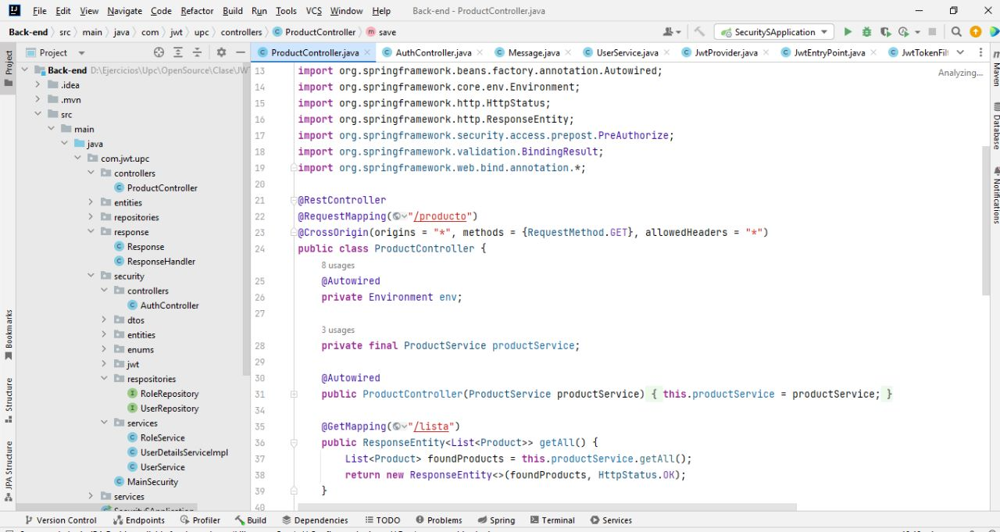 File Edit View Navigate Code Refactor Build Run Tools VCS Window Help Back-end - ProductController.java
Back-end src main java com jwt upc controllers ProductController save SecuritySApplication
Project ProductController.java AuthController.java Message.java UserService.java JwtProvider.java JwtEntryPoint.java JwtTokenFil
Project
Bookmarks
Structure
JPA Structure
Back-end D:\Ejercicios\Upc\OpenSource\Clase\JW
.idea
.mvn
src
main
java
com.jwt.upc
controllers
ProductController
entities
repositories
response
Response
ResponseHandler
security
controllers
AuthController
dtos
entities
enums
jwt
respositories
RoleRepository
UserRepository
services
RoleService
UserDetailsServiceImpl
UserService
MainSecurity
services
SecuritySApplication
Analyzing...
13 import org.springframework.beans.factory.annotation.Autowired;
14 import org.springframework.core.env.Environment;
15 import org.springframework.http.HttpStatus;
16 import org.springframework.http.ResponseEntity;
17 import org.springframework.security.access.prepost.PreAuthorize;
18 import org.springframework.validation.BindingResult;
19 import org.springframework.web.bind.annotation.*;
20
21 @RestController
22 @RequestMapping("/producto")
23 @CrossOrigin(origins = "*", methods = {RequestMethod.GET}, allowedHeaders = "*")
24 public class ProductController {
8 usages
25 @Autowired
26 private Environment env;
27
3 usages
28 private final ProductService productService;
29
30 @Autowired
31 public ProductController(ProductService productService) { this.productService = productService; }
34
35 @GetMapping("/lista")
36 public ResponseEntity<List<Product>> getAll() {
37 List<Product> foundProducts = this.productService.getAll();
38 return new ResponseEntity<>(foundProducts, HttpStatus.OK);
39 }
40
Maven
Database
Notifications
Version Control Endpoints Profiler Build Dependencies TODO Problems Spring Terminal Services